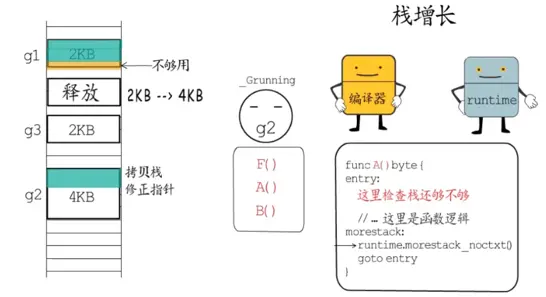 栈增长
g1
2KB
不够用
释放
2KB --> 4KB
g3
2KB
g2
4KB
拷贝栈
修正指针
_Grunning
g2
F()
A()
B()
编译器
runtime
func A() byte {
entry:
这里检查栈还够不够
// … 这里是函数逻辑
morestack:
runtime.morestack_noctxt()
goto entry
}